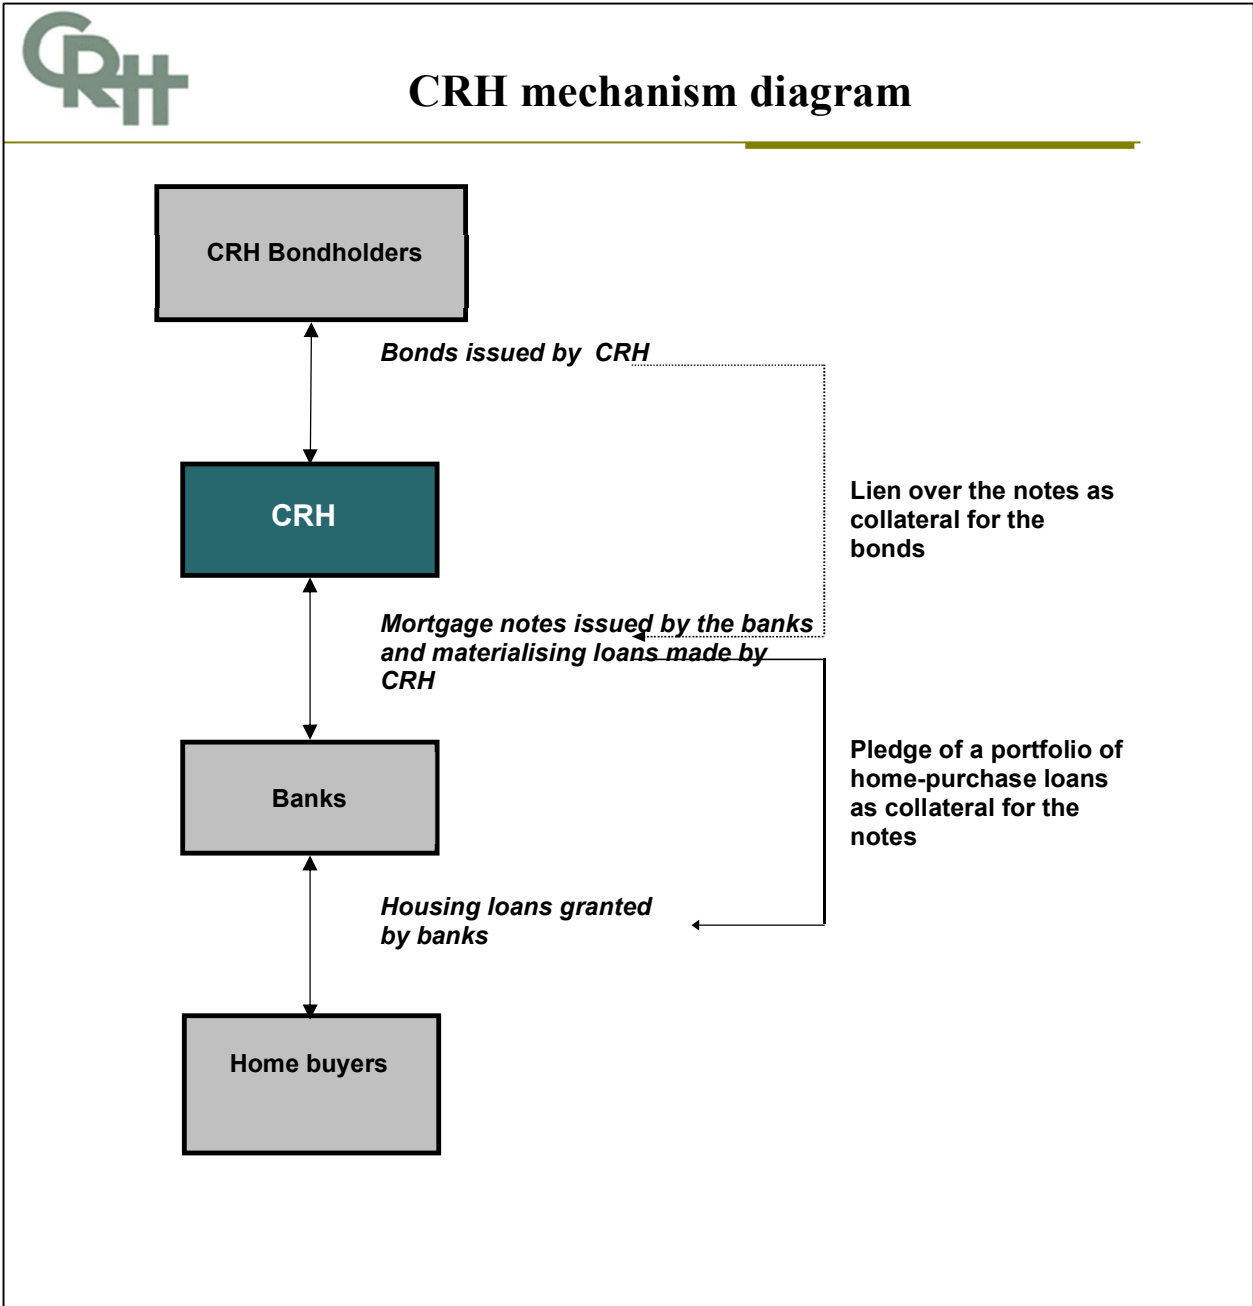 CRH
CRH mechanism diagram
CRH Bondholders
Bonds issued by CRH
CRH
Lien over the notes as
collateral for the
bonds
Mortgage notes issued by the banks
and materialising loans made by
CRH
Banks
Pledge of a portfolio of
home-purchase loans
as collateral for the
notes
Housing loans granted
by banks
Home buyers